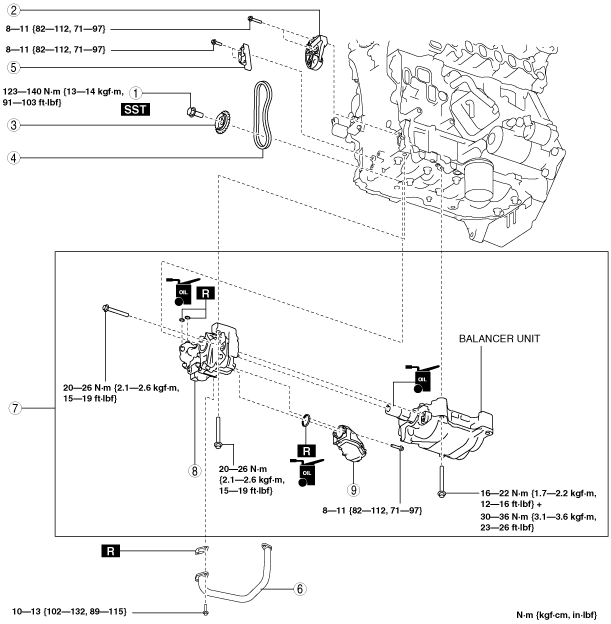 ②
8—11 {82—112, 71—97}
8—11 {82—112, 71—97}
⑤
123—140 N·m {13—14 kgf·m,
91—103 ft·lbf}
①
SST
③
④
OIL
R
BALANCER UNIT
OIL
20—26 N·m {2.1—2.6 kgf·m,
15—19 ft·lbf}
⑦
⑧
20—26 N·m
{2.1—2.6 kgf·m,
15—19 ft·lbf}
R
OIL
⑨
8—11 {82—112, 71—97}
16—22 N·m {1.7—2.2 kgf·m,
12—16 ft·lbf} +
30—36 N·m {3.1—3.6 kgf·m,
23—26 ft·lbf}
R
⑥
10—13 {102—132, 89—115}
N·m {kgf·cm, in·lbf}